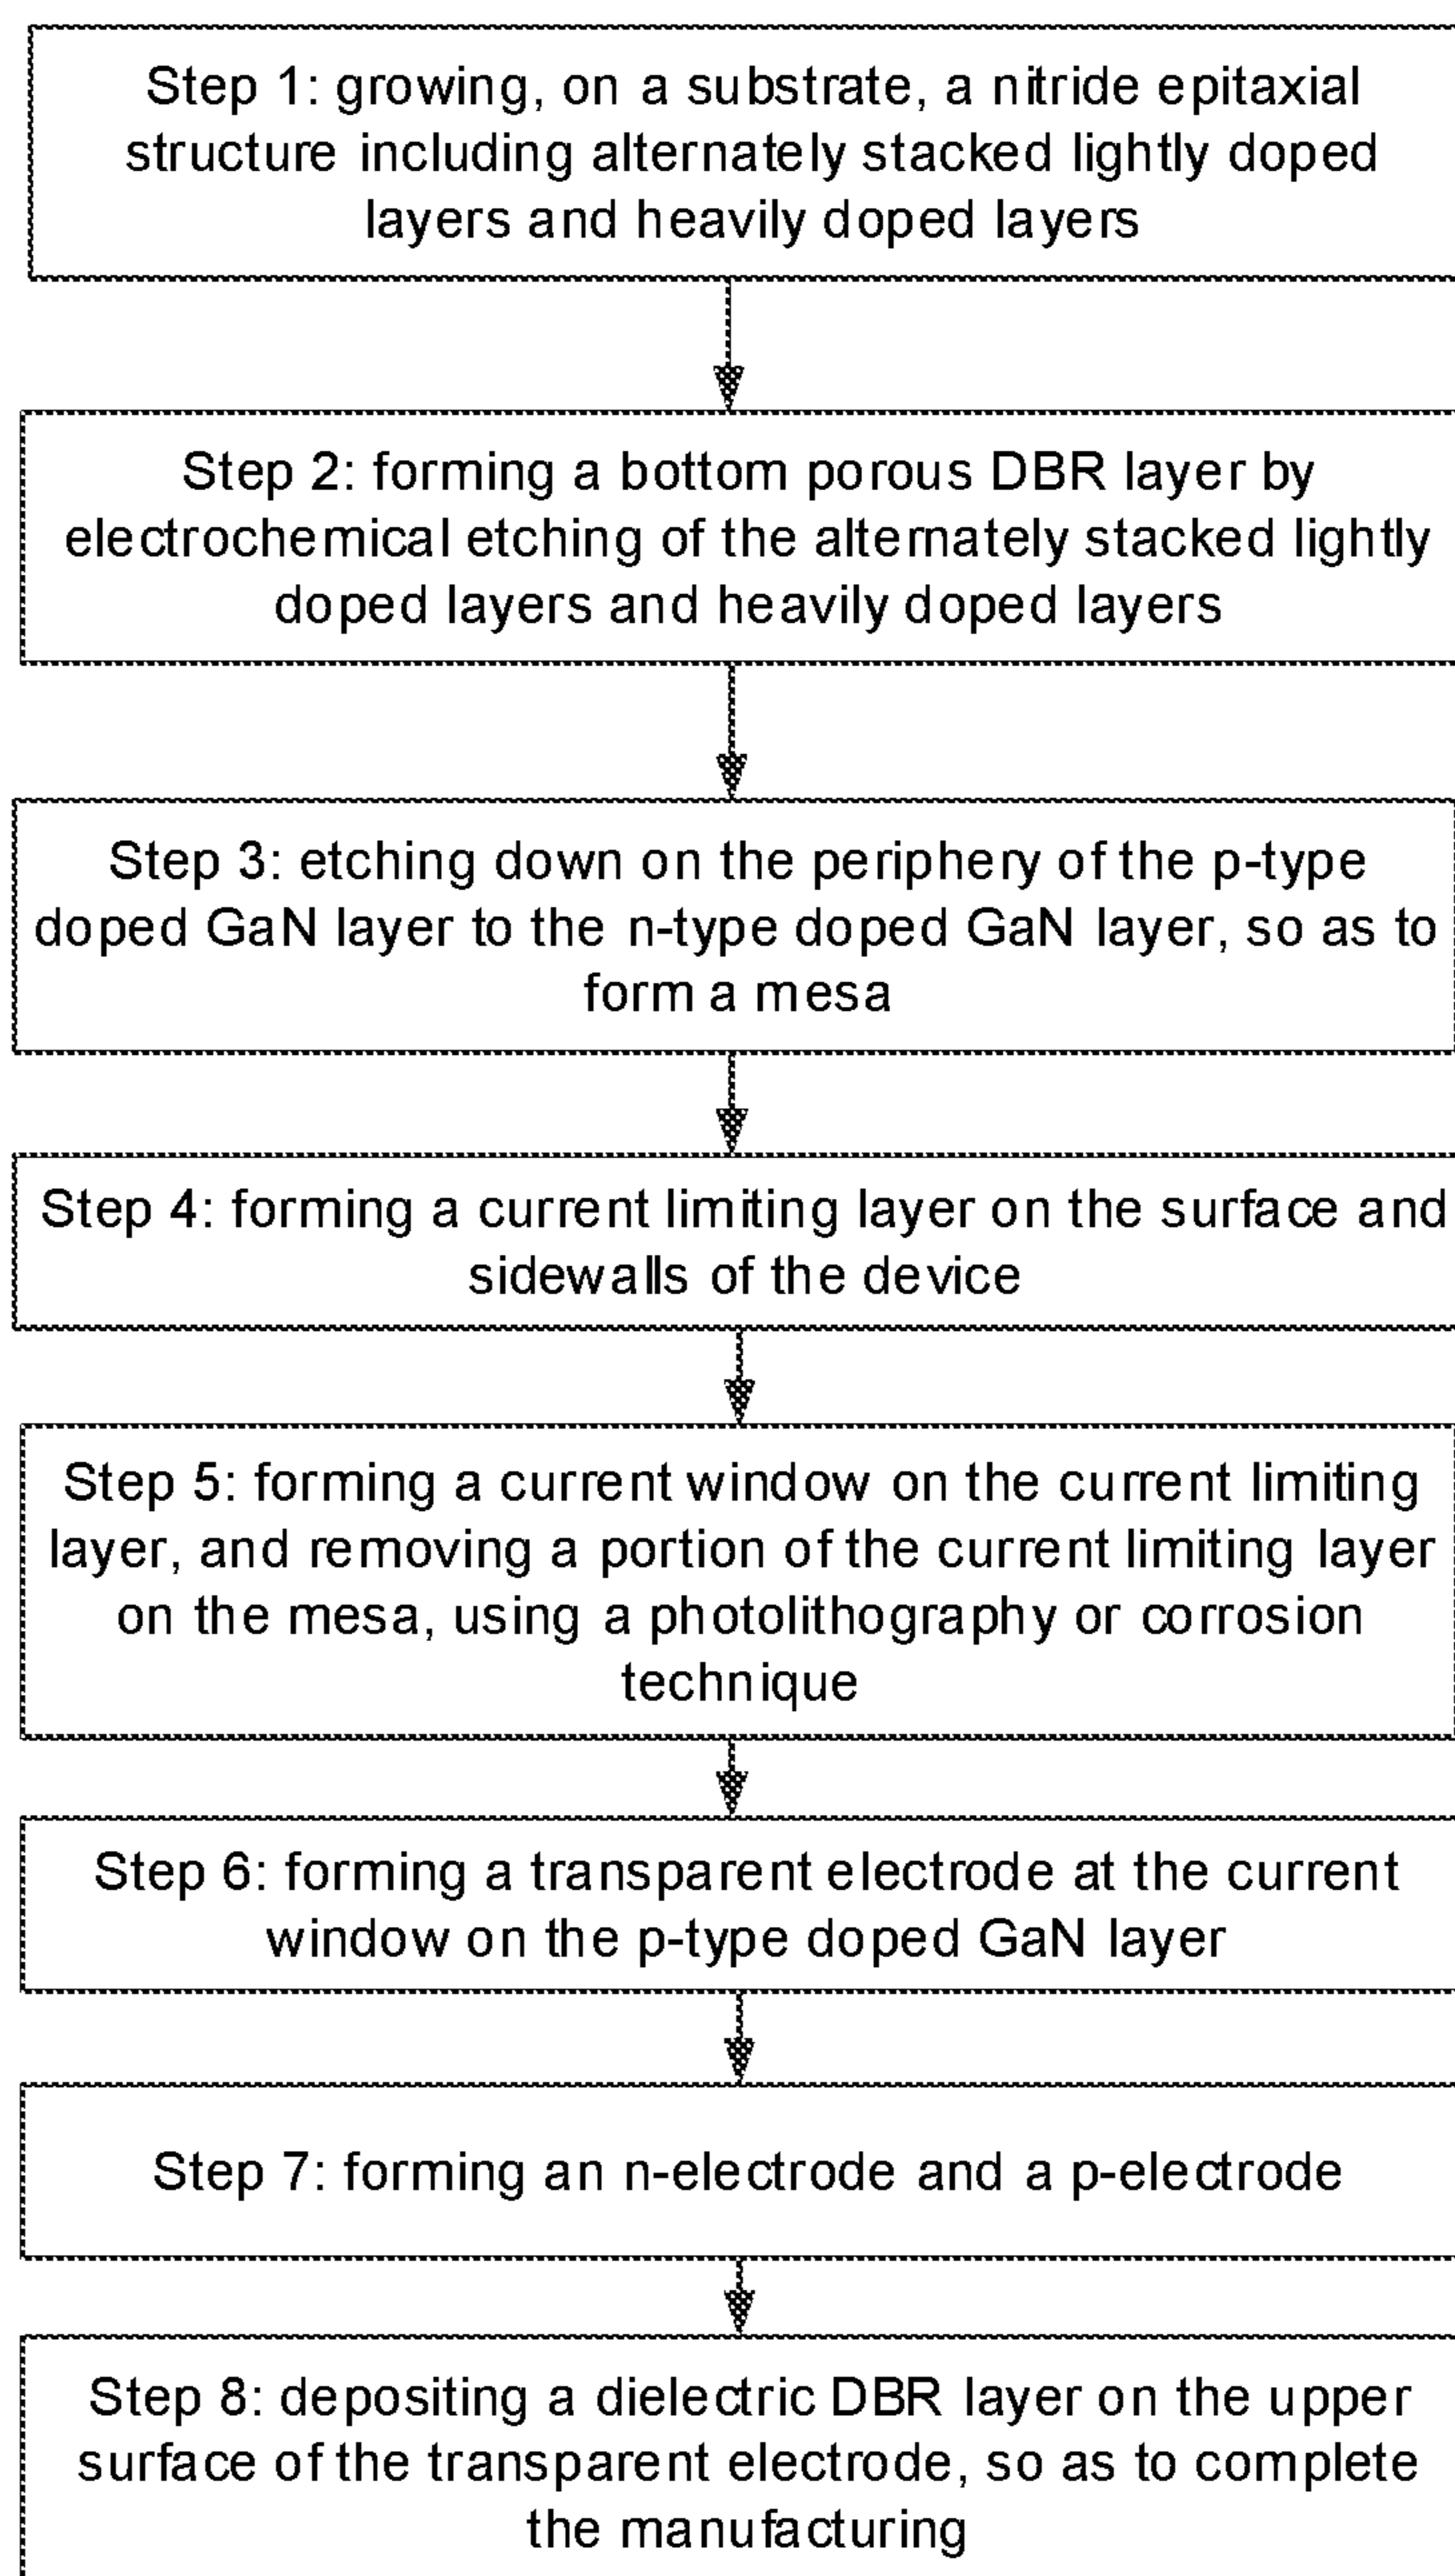 Step 1: growing, on a substrate, a nitride epitaxial
structure including alternately stacked lightly doped
layers and heavily doped layers
Step 2: forming a bottom porous DBR layer by
electrochemical etching of the alternately stacked lightly
doped layers and heavily doped layers
Step 3: etching down on the periphery of the p-type
doped GaN layer to the n-type doped GaN layer, so as to
form a mesa
Step 4: forming a current limiting layer on the surface and
sidewalls of the device
Step 5: forming a current window on the current limiting
layer, and removing a portion of the current limiting layer
on the mesa, using a photolithography or corrosion
technique
Step 6: forming a transparent electrode at the current
window on the p-type doped GaN layer
Step 7: forming an n-electrode and a p-electrode
Step 8: depositing a dielectric DBR layer on the upper
surface of the transparent electrode, so as to complete
the manufacturing